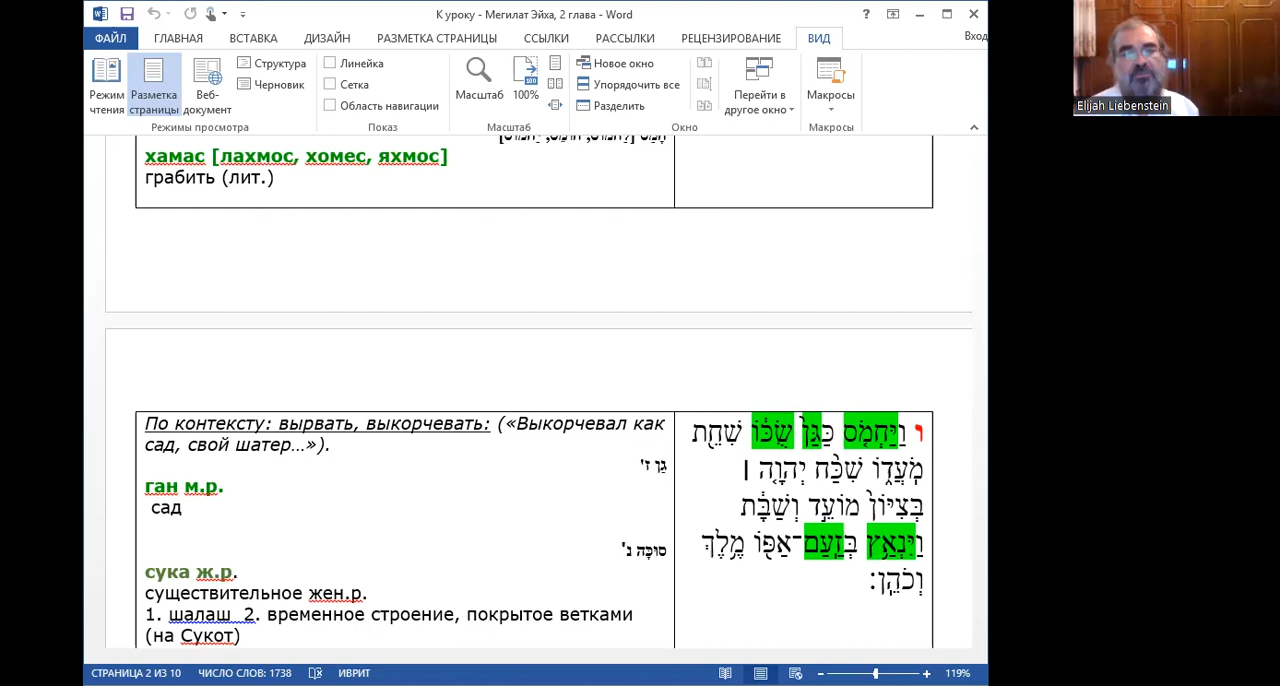 К уроку - Мегилат Эйха, 2 глава - Word
ФАЙЛ ГЛАВНАЯ ВСТАВКА ДИЗАЙН РАЗМЕТКА СТРАНИЦЫ ССЫЛКИ РАССЫЛКИ РЕЦЕНЗИРОВАНИЕ ВИД Вход
Режим чтения
Разметка страницы
Веб-документ
Структура
Черновик
Режимы просмотра
Линейка
Сетка
Область навигации
Показ
Масштаб
100%
Масштаб
Новое окно
Упорядочить все
Разделить
Перейти в другое окно
Окно
Макросы
Макросы
Elijah Liebenstein
хамас [лахмос, хомес, яхмос]
грабить (лит.)
По контексту: вырвать, выкорчевать: («Выкорчевал как
сад, свой шатер…»).
גַּן ז'
ган м.р.
сад
סוּכָּה נ'
сука ж.р.
существительное жен.р.
1. шалаш 2. временное строение, покрытое ветками
(на Сукот)
ו וַיַּחְמֹ֤ס כַּגַּן֙ שֻׂכּ֔וֹ שִׁחֵ֖ת
מֹעֲד֑וֹ שִׁכַּ֨ח יְהוָ֤ה ׀
בְּצִיּוֹן֙ מוֹעֵ֣ד וְשַׁבָּ֔ת
וַיִּנְאַ֥ץ בְּזַֽעַם־אַפּ֖וֹ מֶ֥לֶךְ
וְכֹהֵֽן׃
СТРАНИЦА 2 ИЗ 10 ЧИСЛО СЛОВ: 1738 ИВРИТ 119%